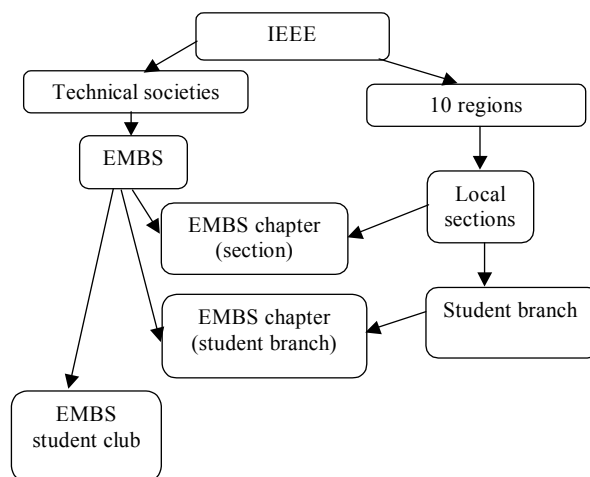 IEEE
Technical societies
10 regions
EMBS
Local
sections
EMBS chapter
(section)
EMBS chapter
(student branch)
Student branch
EMBS
student club